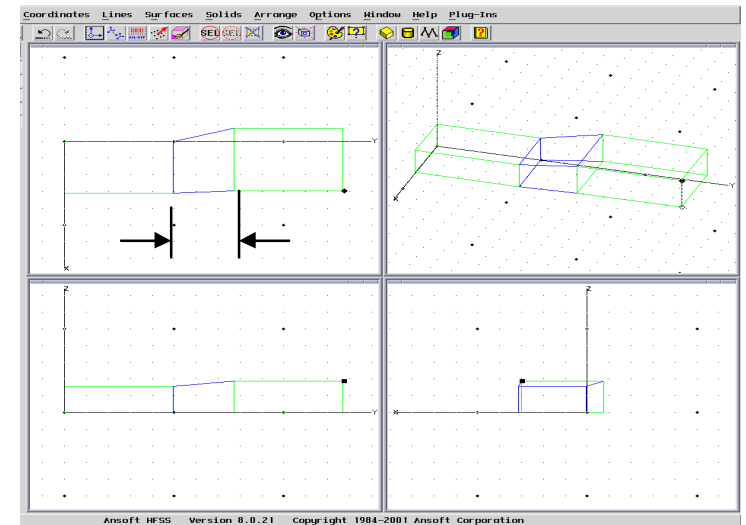 Coordinates Lines Surfaces Solids Arrange Options Window Help Plug-Ins
SEL SEL
Y
X
Z
Y
X
Z
Y
Z
X
Ansoft HFSS Version 8.0.21 Copyright 1984-2001 Ansoft Corporation